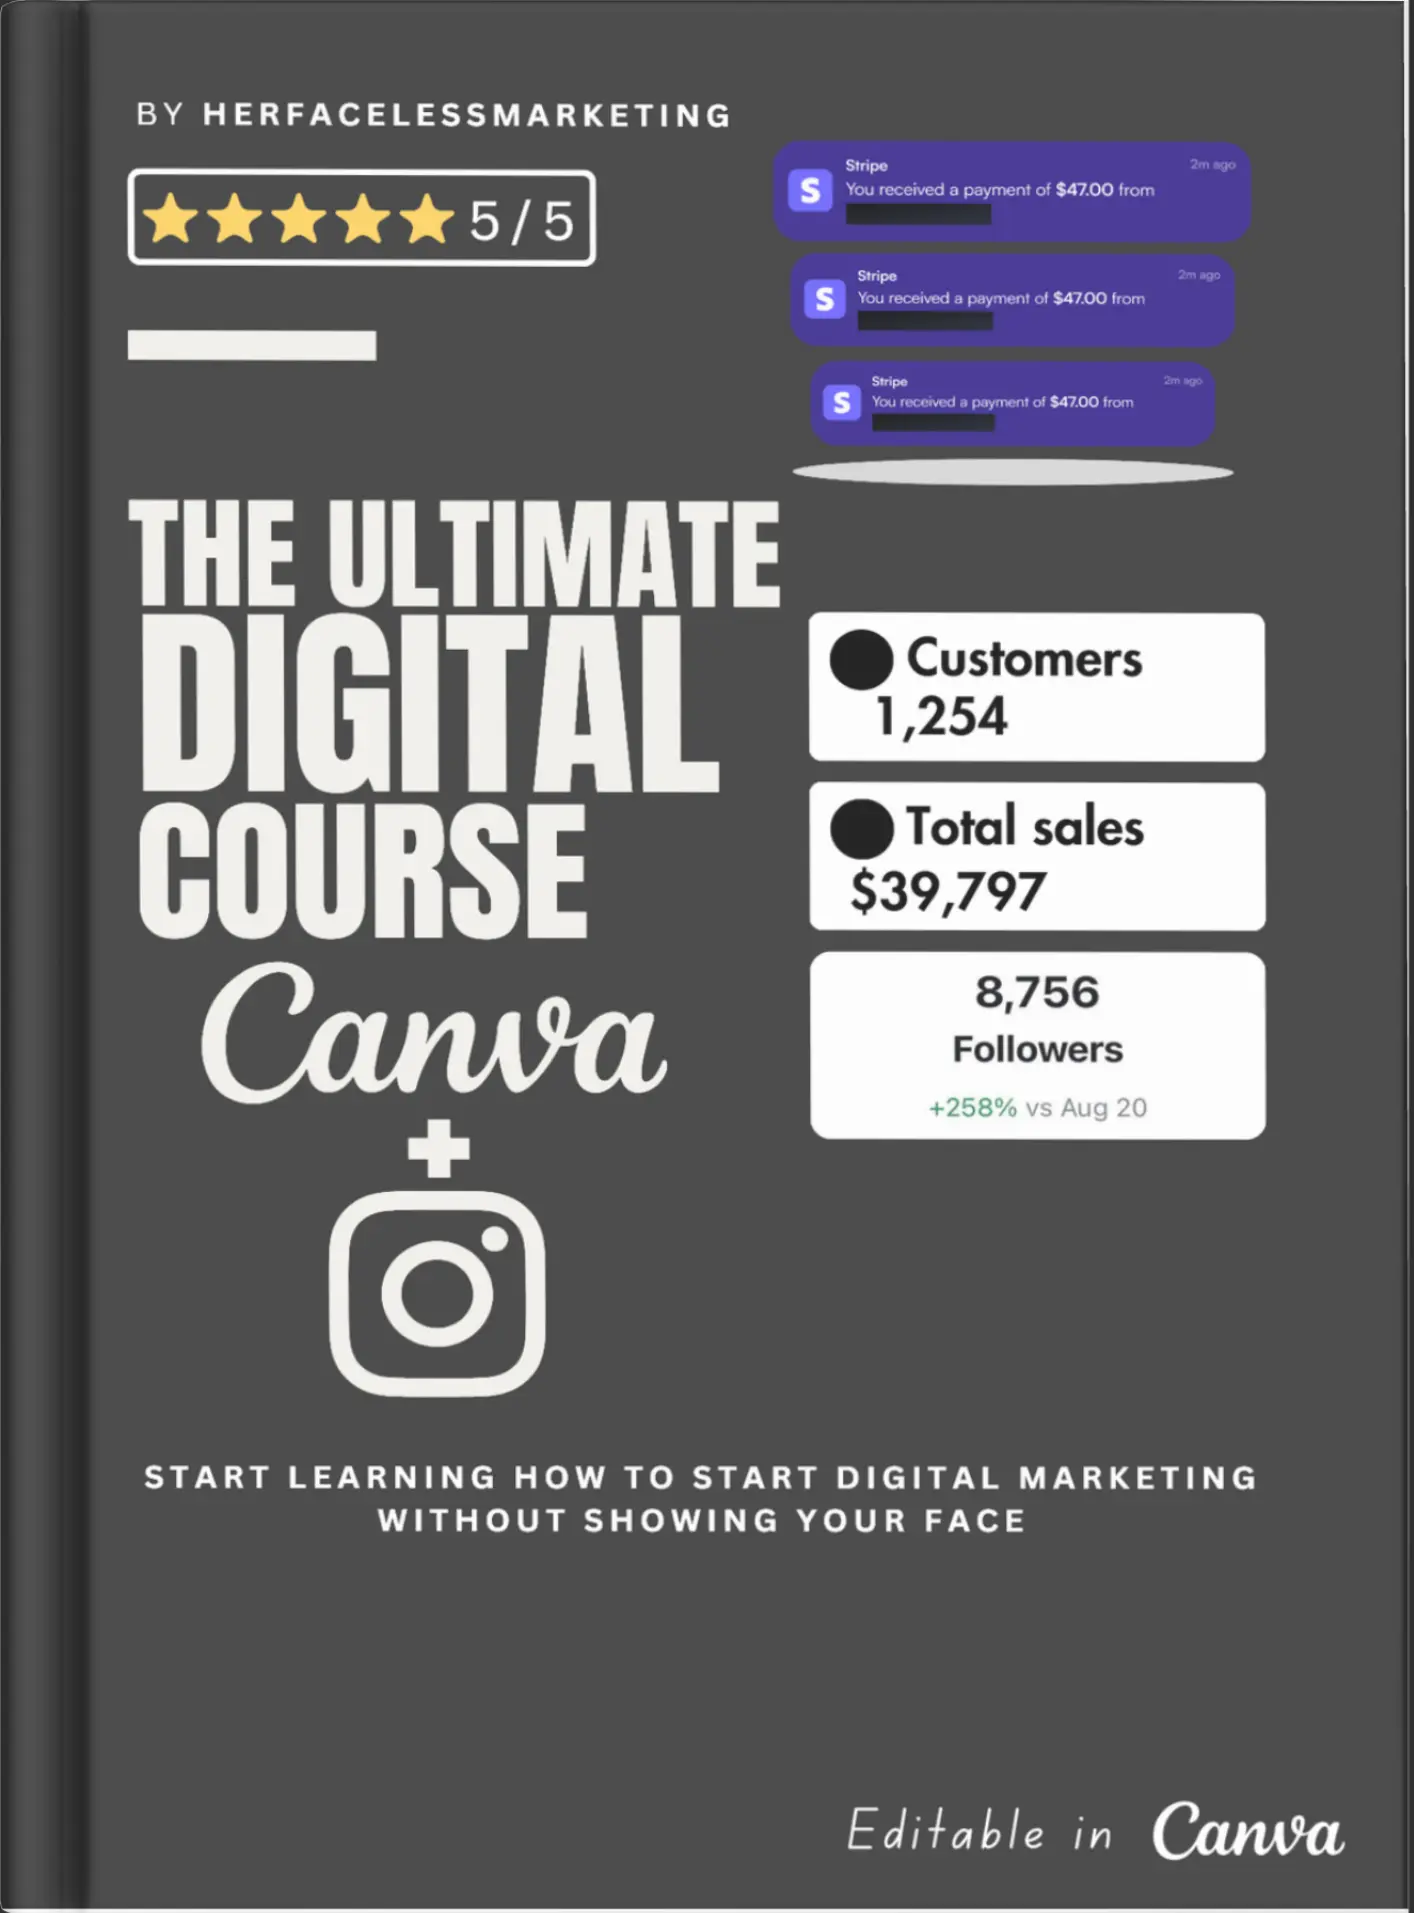 BY HERFACELESSMARKETING
5/5
Stripe
2m ago
You received a payment of $47.00 from
Stripe
2m ago
You received a payment of $47.00 from
Stripe
2m ago
You received a payment of $47.00 from
THE ULTIMATE
DIGITAL
COURSE
Canva
+
Customers
1,254
Total sales
$39,797
8,756
Followers
+258% vs Aug 20
START LEARNING HOW TO START DIGITAL MARKETING
WITHOUT SHOWING YOUR FACE
Editable in Canva